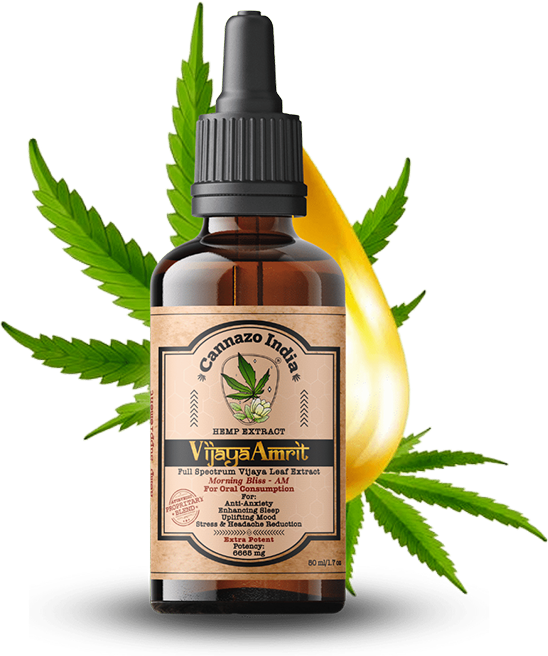 Cannazo India
HEMP EXTRACT
VijayaAmrit
Full Spectrum Vijaya Leaf Extract
Morning Bliss - AM
For Oral Consumption
PROPRITARY
BLEND
For:
Anti-Anxiety
Enhancing Sleep
Uplifting Mood
Stress & Headache Reduction
Extra Potent
Potency:
6665 mg
50 ml/1.7 oz